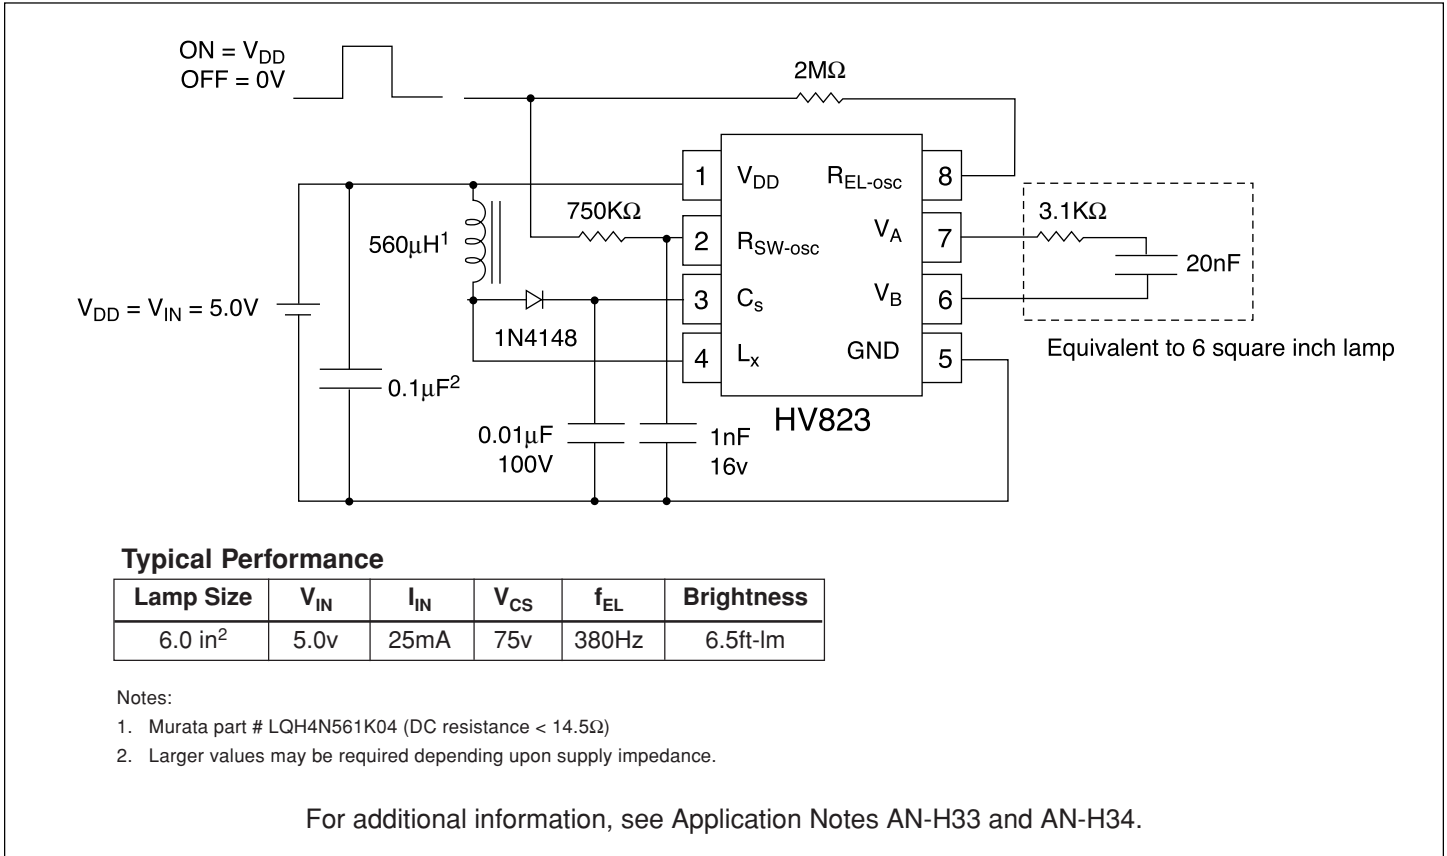 ON = VDD
OFF = 0V
2MΩ
1 VDD REL-osc 8
750KΩ
3.1KΩ
560µH1
2 RSW-osc VA 7
20nF
VDD = VIN = 5.0V
3 Cs VB 6
1N4148
4 Lx GND 5
Equivalent to 6 square inch lamp
0.1µF2
HV823
0.01µF
100V
1nF
16v
Typical Performance
Lamp Size VIN IIN VCS fEL Brightness
6.0 in2 5.0v 25mA 75v 380Hz 6.5ft-lm
Notes:
1. Murata part # LQH4N561K04 (DC resistance < 14.5Ω)
2. Larger values may be required depending upon supply impedance.
For additional information, see Application Notes AN-H33 and AN-H34.